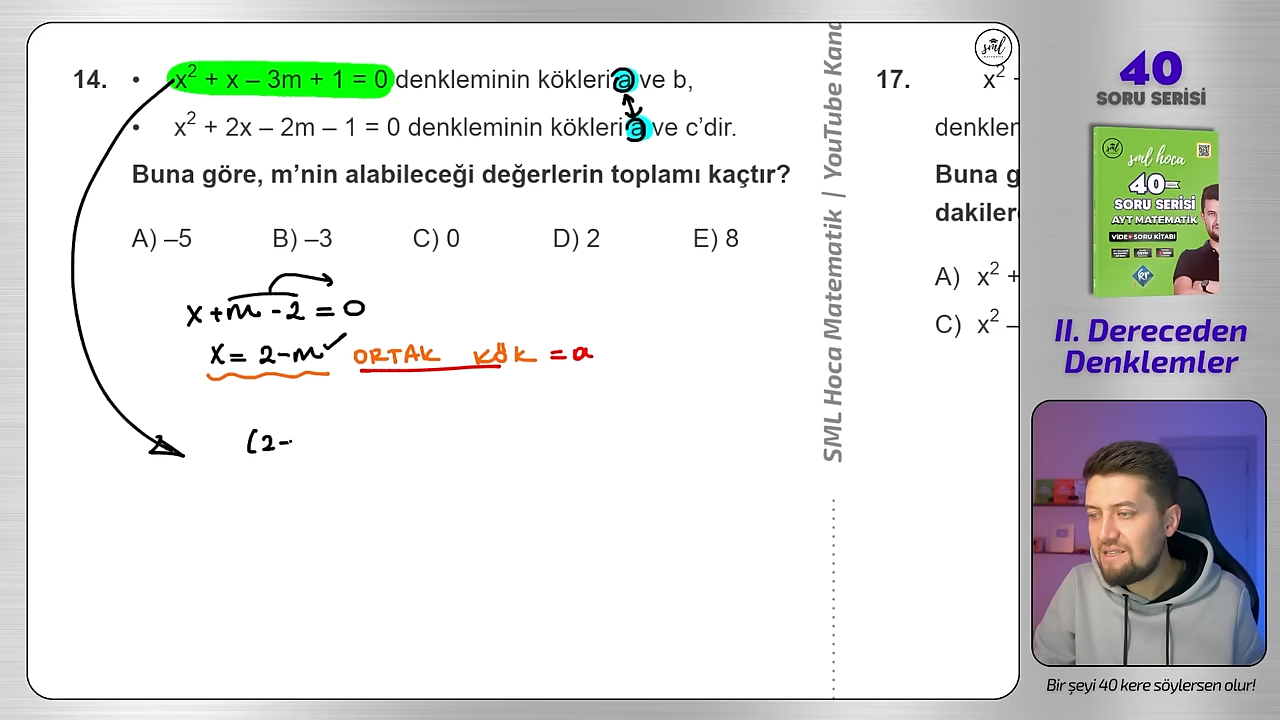 14. • x² + x – 3m + 1 = 0 denkleminin kökleri a ve b,
• x² + 2x – 2m – 1 = 0 denkleminin kökleri a ve c’dir.
Buna göre, m’nin alabileceği değerlerin toplamı kaçtır?
A) –5 B) –3 C) 0 D) 2 E) 8
x+m-2=0
x=2-m ✓ ORTAK KÖK = a
(2-
SML Hoca Matematik | YouTube Kana
sml
17. x² -
denklen
Buna g
dakiler
A) x² +
C) x² –
40
SORU SERİSİ
sml hoca
40
SORU SERİSİ
AYT MATEMATİK
VİDEO SORU KİTABI
II. Dereceden
Denklemler
Bir şeyi 40 kere söylersen olur!